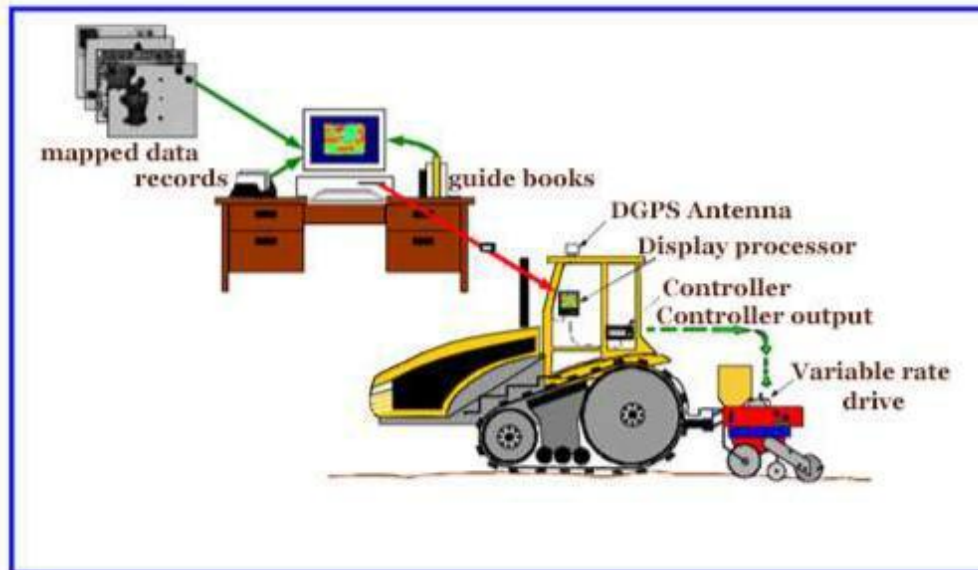 mapped data
records
guide books
DGPS Antenna
Display processor
Controller
Controller output
Variable rate
drive